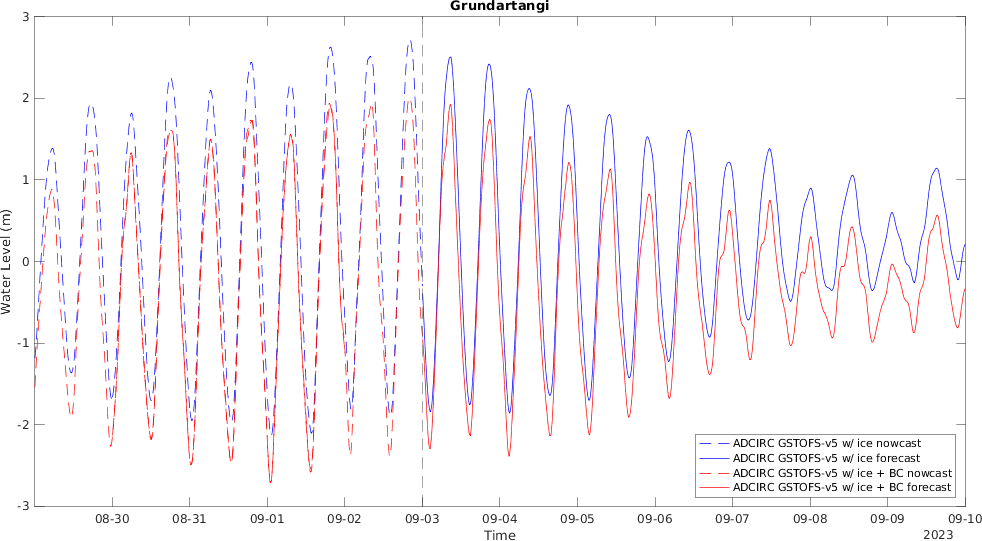 Grundartangi
3
2
1
0
-1
-2
-3
Water Level (m)
ADCIRC GSTOFS-v5 w/ ice nowcast
ADCIRC GSTOFS-v5 w/ ice forecast
ADCIRC GSTOFS-v5 w/ ice + BC nowcast
ADCIRC GSTOFS-v5 w/ ice + BC forecast
08-30 08-31 09-01 09-02 09-03 09-04 09-05 09-06 09-07 09-08 09-09 09-10
Time
2023